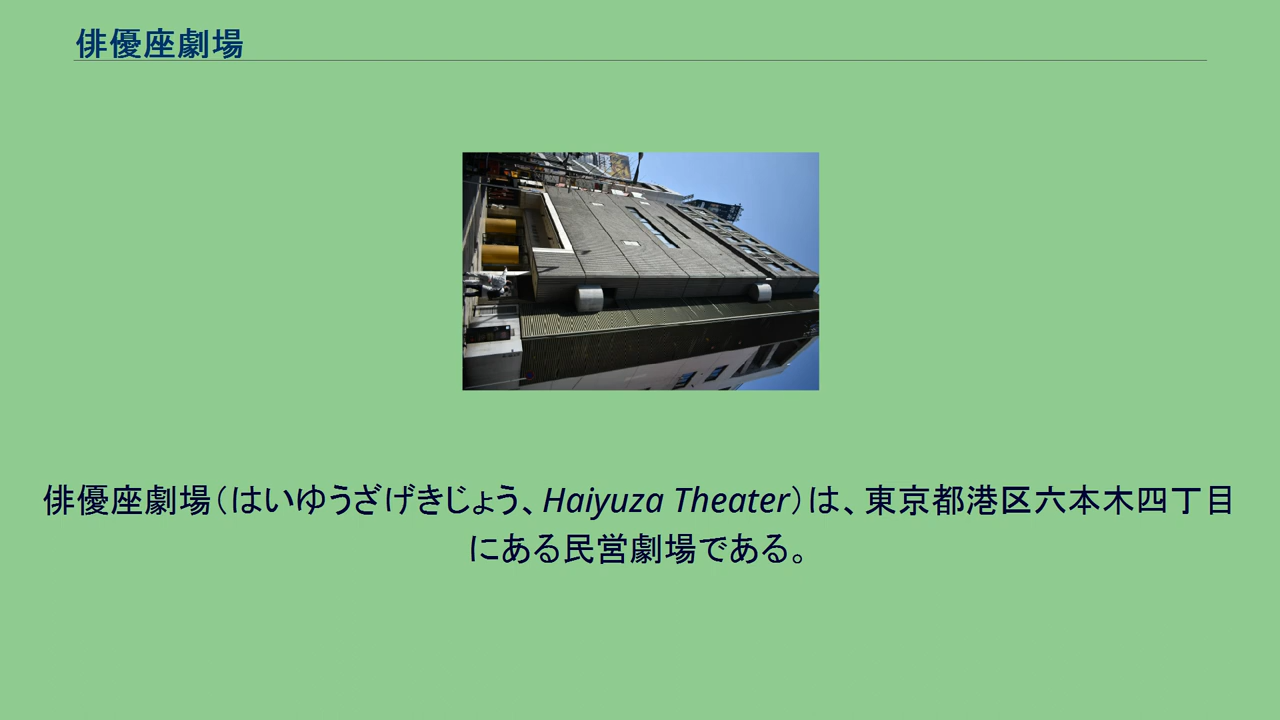 俳優座劇場
俳優座劇場（はいゆうざげきじょう、Haiyuza Theater）は、東京都港区六本木四丁目
にある民営劇場である。